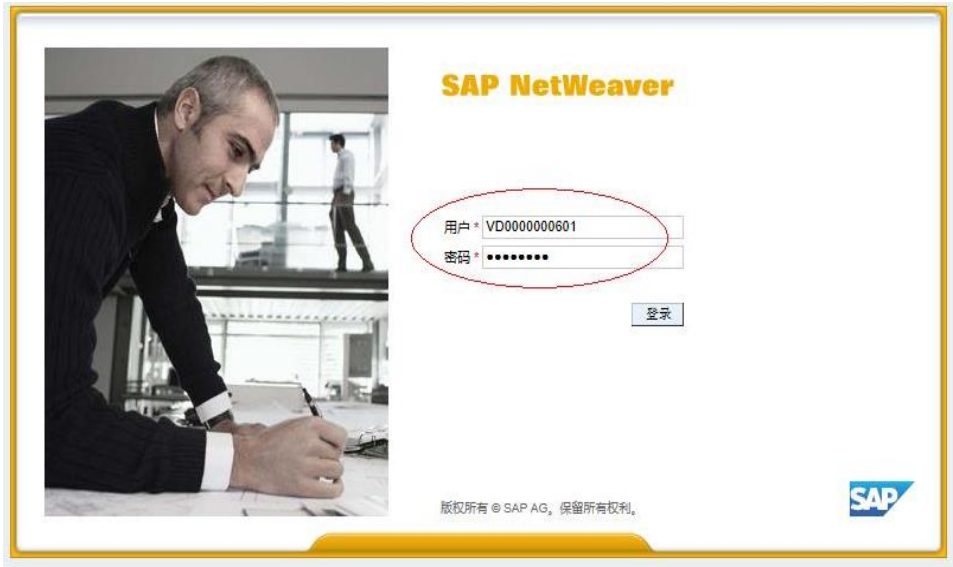 SAP NetWeaver
用户 * VD0000000601
密码 * ••••••••
登录
版权所有 © SAP AG。保留所有权利。
SAP